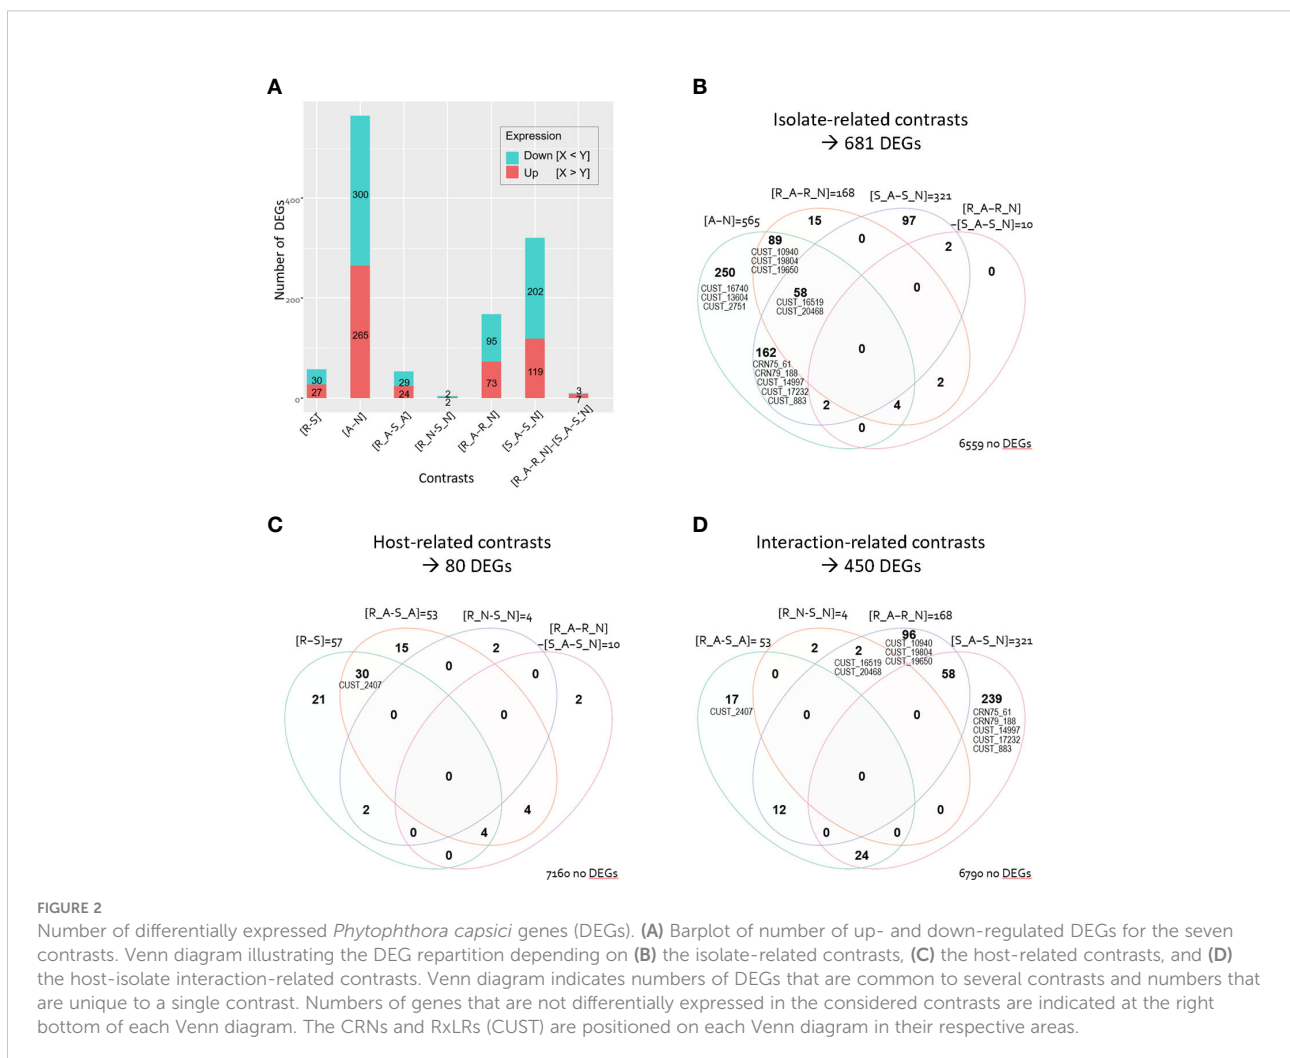 A
Number of DEGs
400
200
0
Expression
Down [X < Y]
Up [X > Y]
30
27
300
265
29
24
2
2
95
73
202
119
3
7
[R-S]
[A-N]
[R_A-S_A]
[R_N-S_N]
[R_A-R_N]
[S_A-S_N]
[R_A-R_N]-[S_A-S_N]
Contrasts
B
Isolate-related contrasts
→ 681 DEGs
[A–N]=565
[R_A–R_N]=168
[S_A–S_N]=321
[R_A–R_N]
–[S_A–S_N]=10
15
97
89
CUST_10940
CUST_19804
CUST_19650
0
2
250
CUST_16740
CUST_13604
CUST_2751
0
58
CUST_16519
CUST_20468
0
0
162
CRN75_61
CRN79_188
CUST_14997
CUST_17232
CUST_883
2
2
4
0
6559 no DEGs
C
Host-related contrasts
→ 80 DEGs
[R–S]=57
[R_A-S_A]=53
[R_N-S_N]=4
[R_A–R_N]
–[S_A–S_N]=10
15
2
30
CUST_2407
0
0
21
2
0
0
0
2
4
0
4
0
7160 no DEGs
D
Interaction-related contrasts
→ 450 DEGs
[R_A-S_A]= 53
[R_N-S_N]=4
[R_A–R_N]=168
[S_A–S_N]=321
2
96
CUST_10940
CUST_19804
CUST_19650
0
2
CUST_16519
CUST_20468
58
17
CUST_2407
239
CRN75_61
CRN79_188
CUST_14997
CUST_17232
CUST_883
0
0
0
12
0
0
0
24
6790 no DEGs
FIGURE 2
Number of differentially expressed Phytophthora capsici genes (DEGs). (A) Barplot of number of up- and down-regulated DEGs for the seven
contrasts. Venn diagram illustrating the DEG repartition depending on (B) the isolate-related contrasts, (C) the host-related contrasts, and (D)
the host-isolate interaction-related contrasts. Venn diagram indicates numbers of DEGs that are common to several contrasts and numbers that
are unique to a single contrast. Numbers of genes that are not differentially expressed in the considered contrasts are indicated at the right
bottom of each Venn diagram. The CRNs and RxLRs (CUST) are positioned on each Venn diagram in their respective areas.